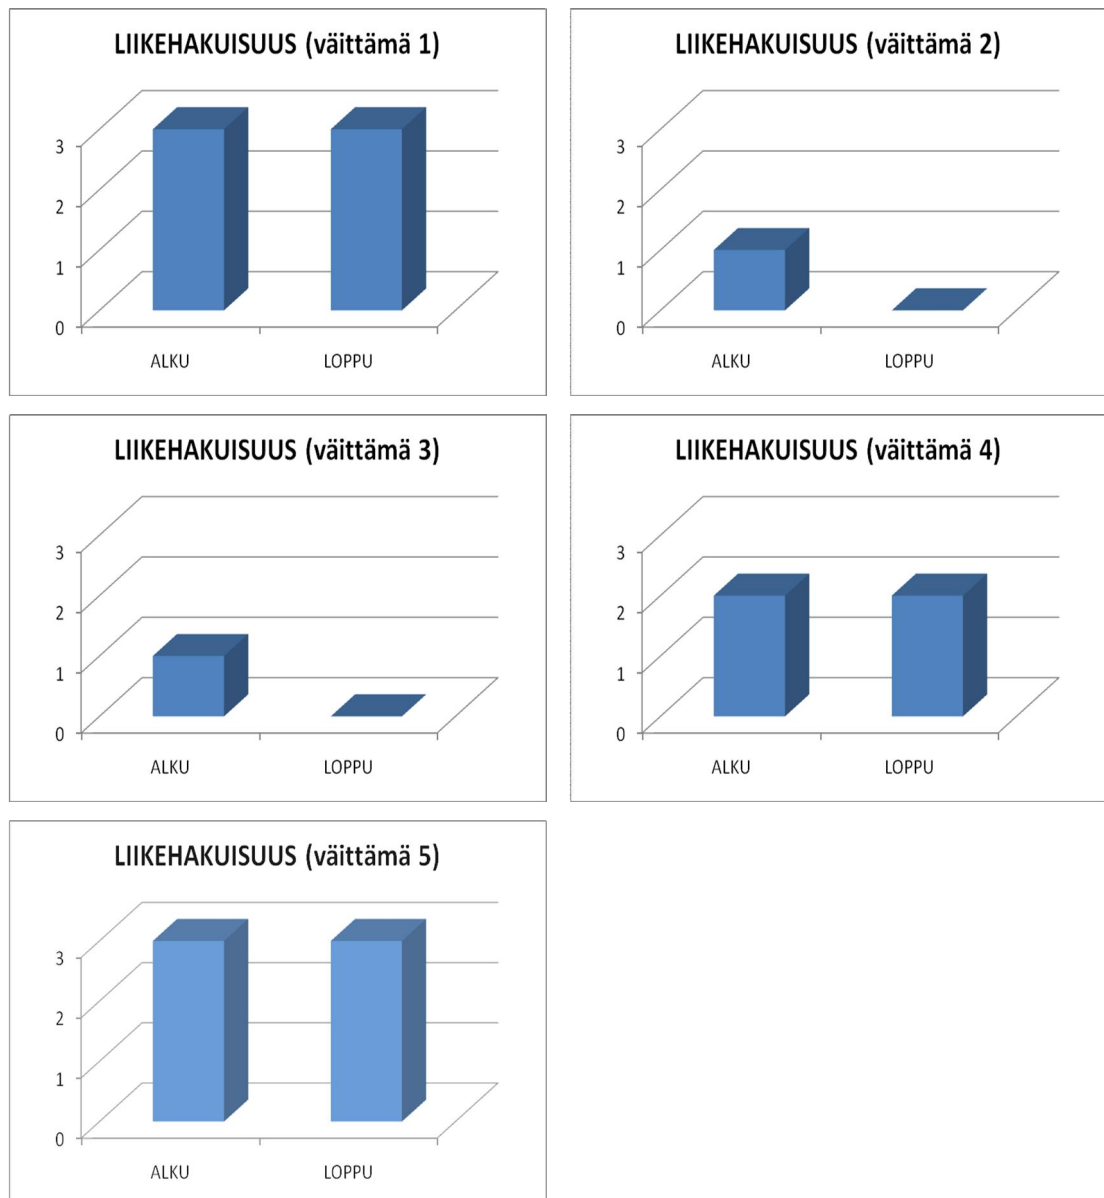 LIIKEHAKUISUUS (väittämä 1)
3
2
1
0
ALKU LOPPU
LIIKEHAKUISUUS (väittämä 2)
3
2
1
0
ALKU LOPPU
LIIKEHAKUISUUS (väittämä 3)
3
2
1
0
ALKU LOPPU
LIIKEHAKUISUUS (väittämä 4)
3
2
1
0
ALKU LOPPU
LIIKEHAKUISUUS (väittämä 5)
3
2
1
0
ALKU LOPPU